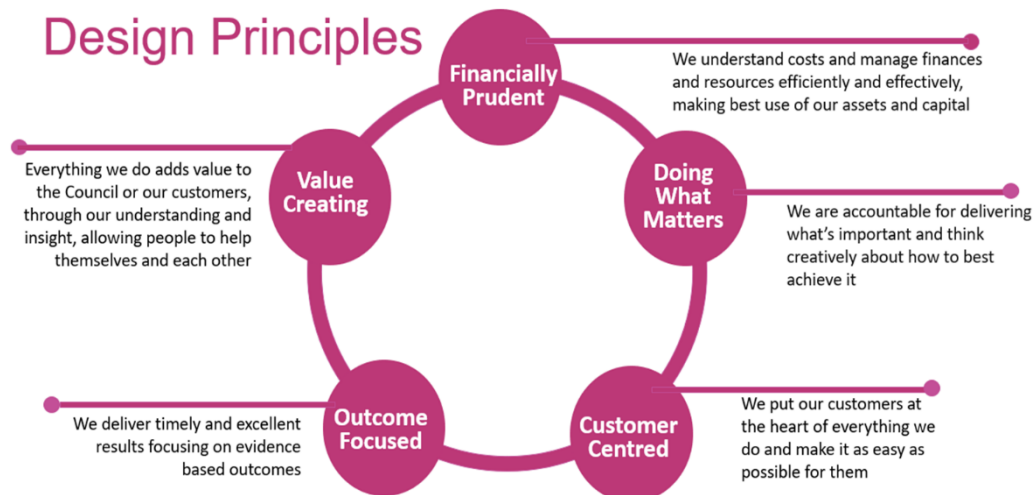 Design Principles
Financially
Prudent
We understand costs and manage finances
and resources efficiently and effectively,
making best use of our assets and capital
Doing
What
Matters
We are accountable for delivering
what's important and think
creatively about how to best
achieve it
Customer
Centred
We put our customers at
the heart of everything we
do and make it as easy as
possible for them
Outcome
Focused
We deliver timely and excellent
results focusing on evidence
based outcomes
Value
Creating
Everything we do adds value to
the Council or our customers,
through our understanding and
insight, allowing people to help
themselves and each other